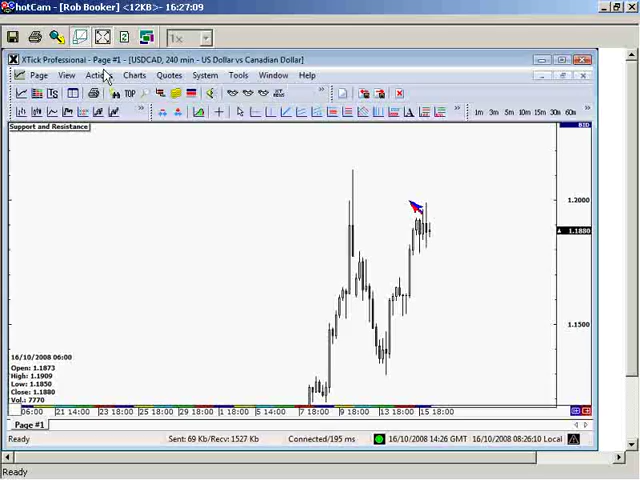 hotCam - [Rob Booker] <12KB> - 16:27:09
1x
XTick Professional - Page #1 - [USDCAD, 240 min - US Dollar vs Canadian Dollar]
Page View Actions Charts Quotes System Tools Window Help
TOP
1m 5m 10m 15m 30m 60m
Support and Resistance
BID
1.2000
1.1880
1.1500
16/10/2008 06:00
Open: 1.1873
High: 1.1909
Low: 1.1850
Close: 1.1880
Vol.: 7770
06:00 21 14:00 23 18:00 25 18:00 29 18:00 1 18:00 5 14:00 7 18:00 9 18:00 13 18:00 15 18:00
Page #1
Ready Sent: 69 Kb/Recv: 1527 Kb Connected/195 ms 16/10/2008 14:26 GMT 16/10/2008 08:26:10 Local
Ready